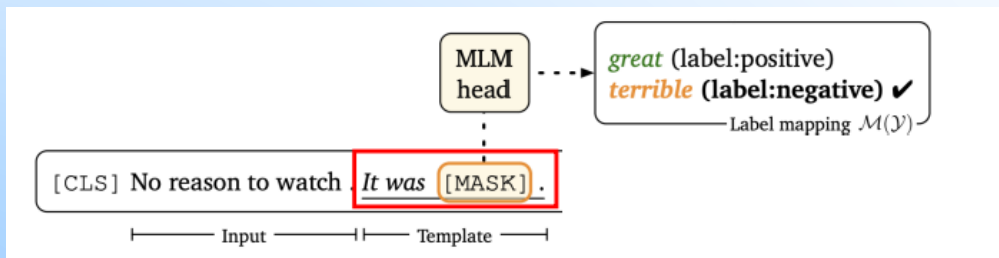 MLM
head
great (label:positive)
terrible (label:negative) ✔
Label mapping M(Y)
[CLS] No reason to watch . It was [MASK] .
Input
Template